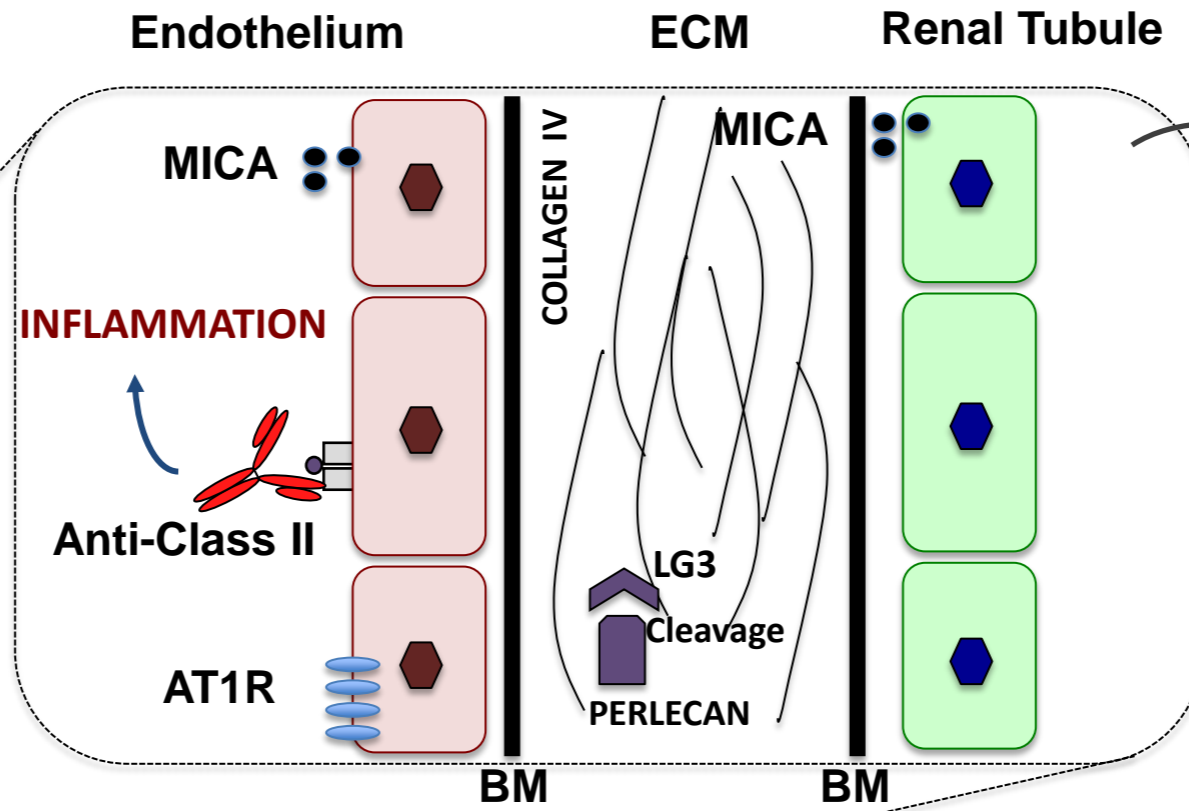 Endothelium
ECM
Renal Tubule
MICA
COLLAGEN IV
MICA
INFLAMMATION
Anti-Class II
LG3
Cleavage
AT1R
PERLECAN
BM
BM